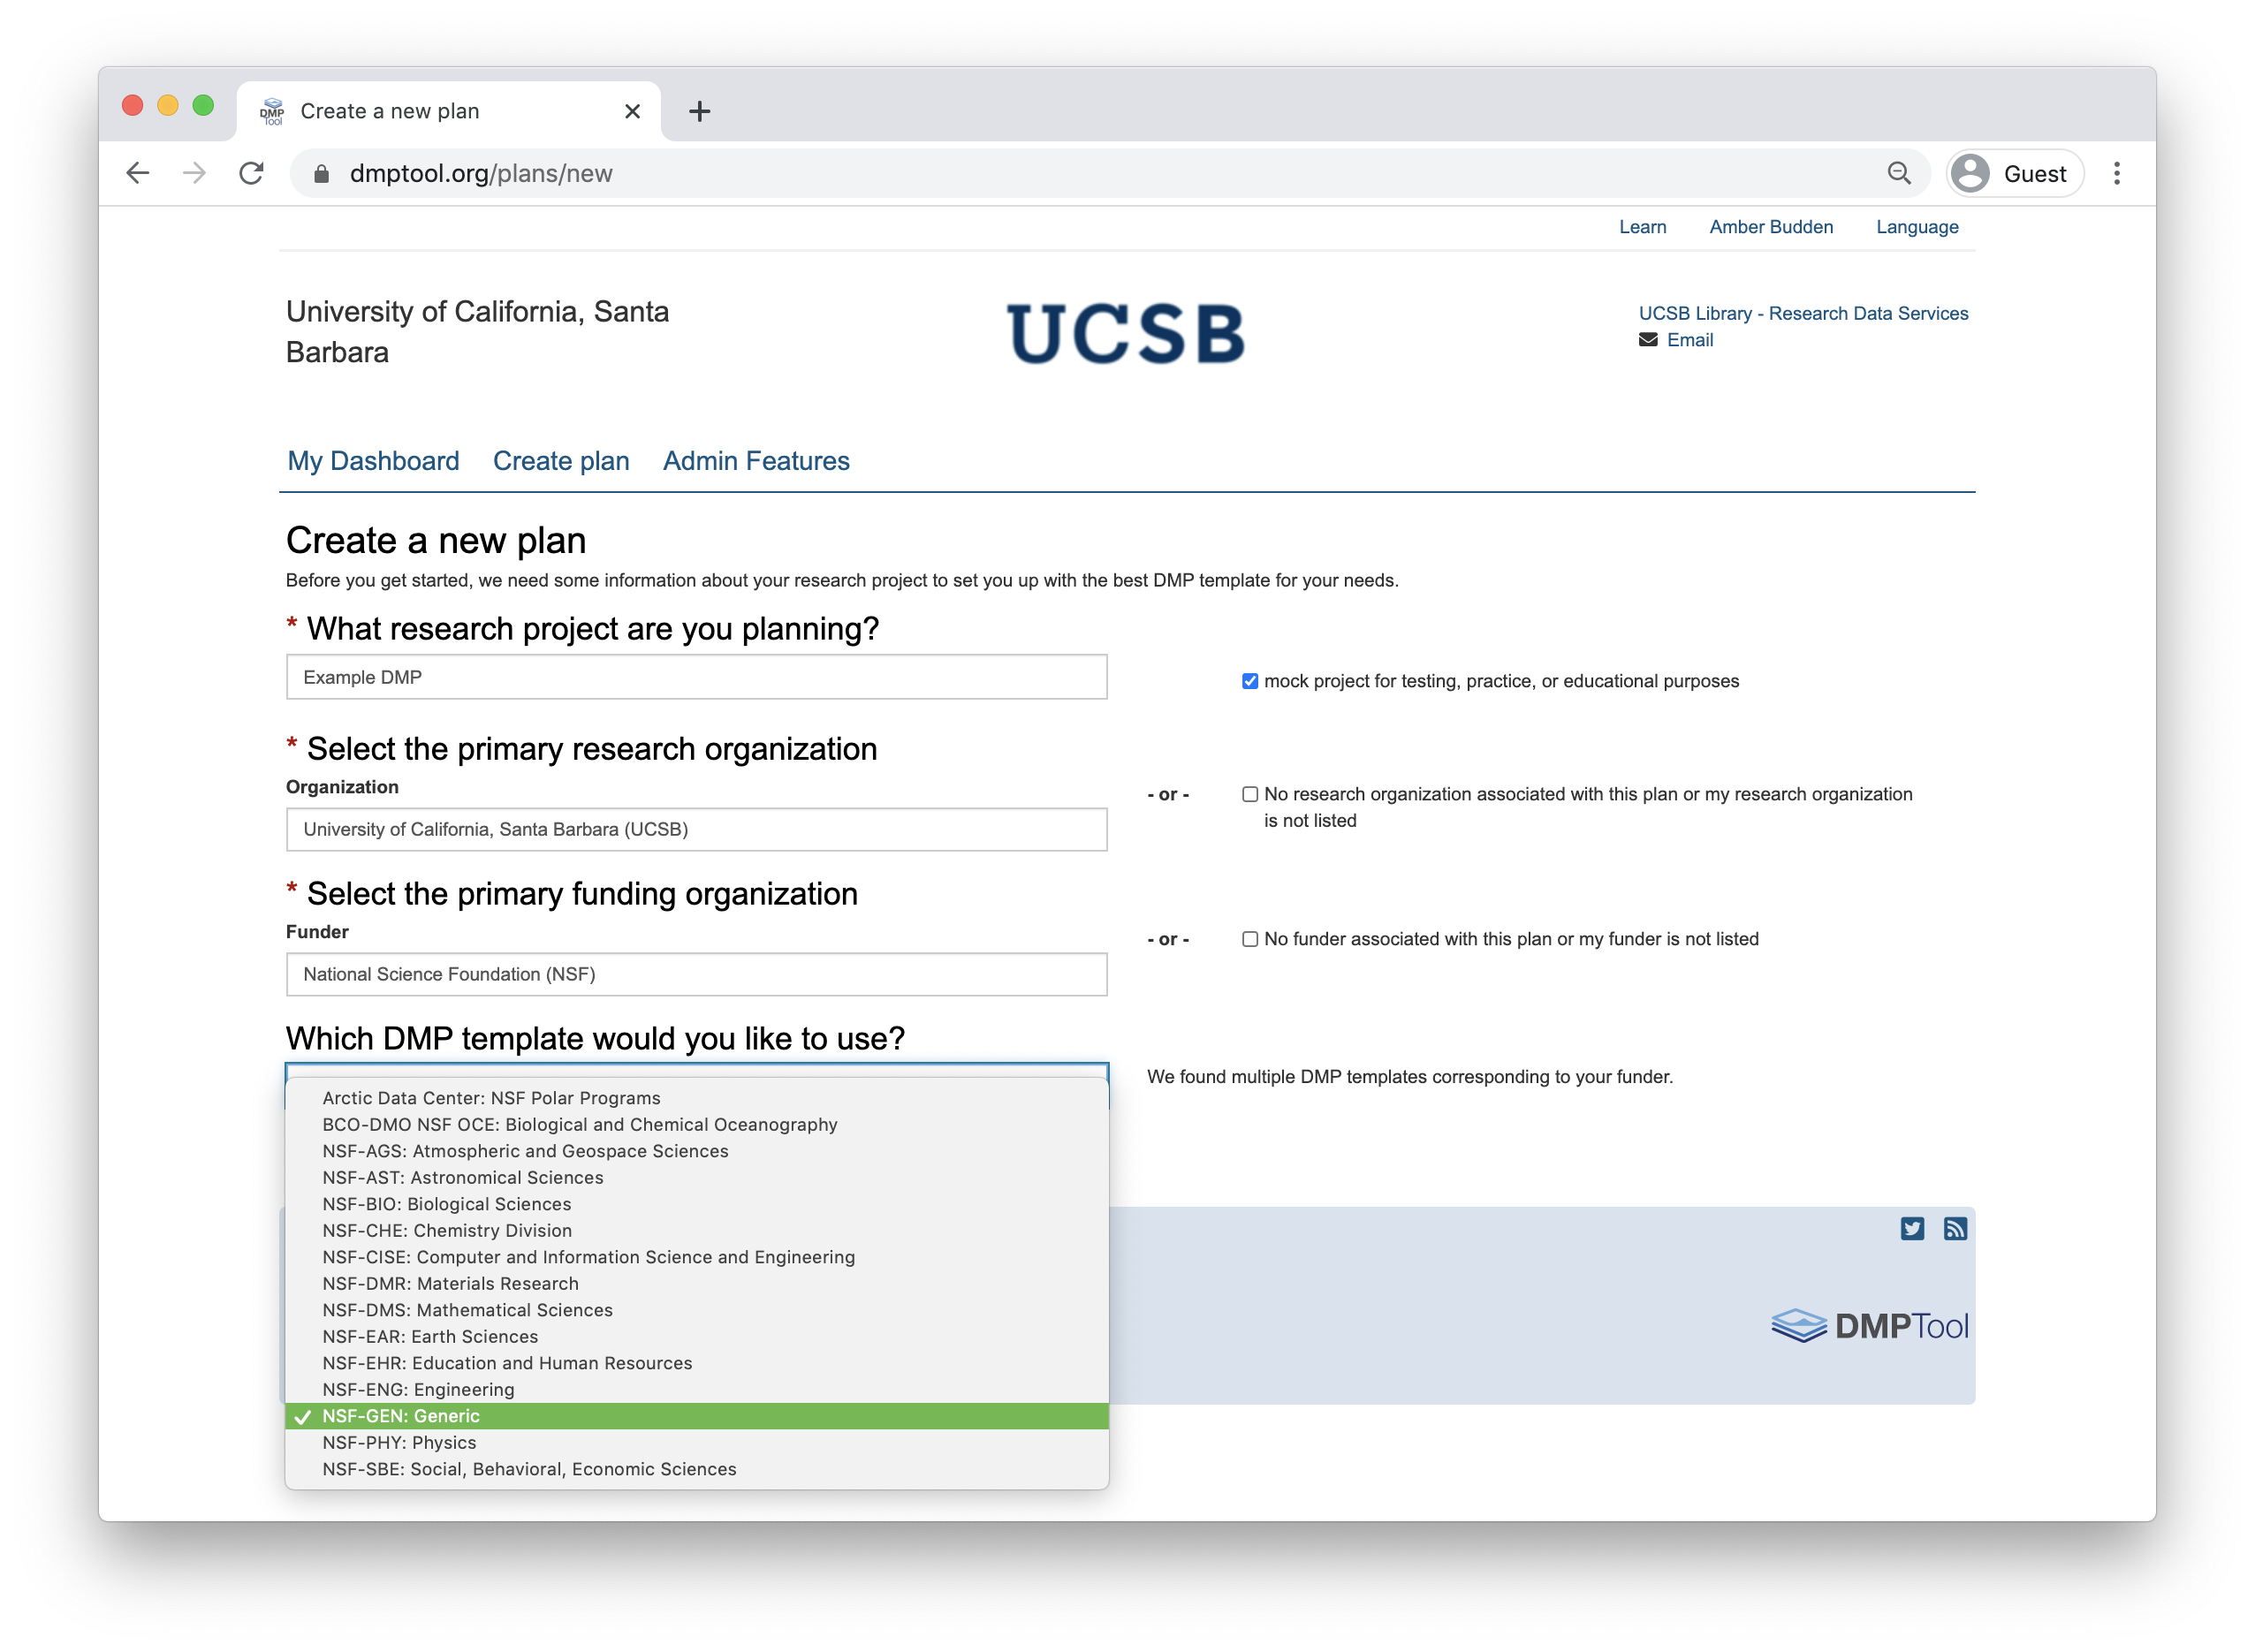 DMP
Tool
Create a new plan
dmptool.org/plans/new
Guest
Learn Amber Budden Language
University of California, Santa
Barbara
UCSB
UCSB Library - Research Data Services
Email
My Dashboard Create plan Admin Features
Create a new plan
Before you get started, we need some information about your research project to set you up with the best DMP template for your needs.
* What research project are you planning?
Example DMP
mock project for testing, practice, or educational purposes
* Select the primary research organization
Organization
University of California, Santa Barbara (UCSB)
- or -
No research organization associated with this plan or my research organization
is not listed
* Select the primary funding organization
Funder
National Science Foundation (NSF)
- or -
No funder associated with this plan or my funder is not listed
Which DMP template would you like to use?
We found multiple DMP templates corresponding to your funder.
Arctic Data Center: NSF Polar Programs
BCO-DMO NSF OCE: Biological and Chemical Oceanography
NSF-AGS: Atmospheric and Geospace Sciences
NSF-AST: Astronomical Sciences
NSF-BIO: Biological Sciences
NSF-CHE: Chemistry Division
NSF-CISE: Computer and Information Science and Engineering
NSF-DMR: Materials Research
NSF-DMS: Mathematical Sciences
NSF-EAR: Earth Sciences
NSF-EHR: Education and Human Resources
NSF-ENG: Engineering
NSF-GEN: Generic
NSF-PHY: Physics
NSF-SBE: Social, Behavioral, Economic Sciences
DMPTool